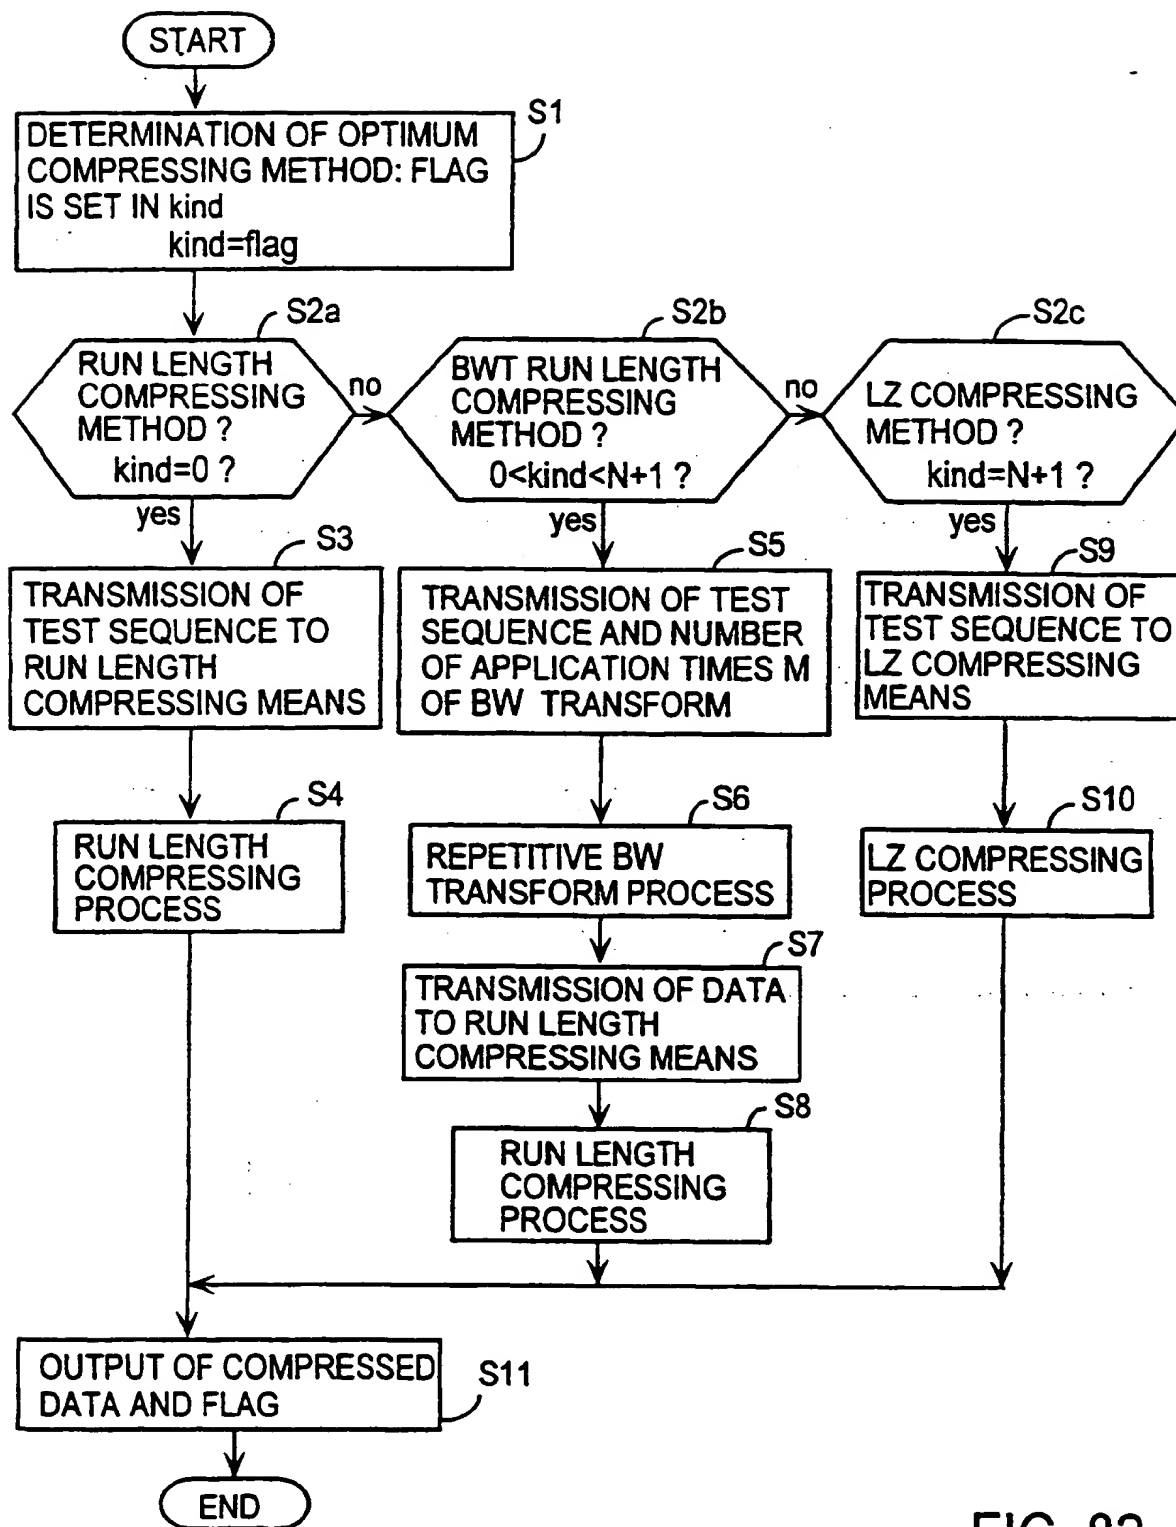 START
S1
DETERMINATION OF OPTIMUM
COMPRESSING METHOD: FLAG
IS SET IN kind
kind=flag
S2a
RUN LENGTH
COMPRESSING
METHOD ?
kind=0 ?
no
yes
S2b
BWT RUN LENGTH
COMPRESSING
METHOD ?
0<kind<N+1 ?
no
yes
S2c
LZ COMPRESSING
METHOD ?
kind=N+1 ?
yes
S3
TRANSMISSION OF
TEST SEQUENCE TO
RUN LENGTH
COMPRESSING MEANS
S5
TRANSMISSION OF TEST
SEQUENCE AND NUMBER
OF APPLICATION TIMES M
OF BW TRANSFORM
S9
TRANSMISSION OF
TEST SEQUENCE TO
LZ COMPRESSING
MEANS
S4
RUN LENGTH
COMPRESSING
PROCESS
S6
REPETITIVE BW
TRANSFORM PROCESS
S10
LZ COMPRESSING
PROCESS
S7
TRANSMISSION OF DATA
TO RUN LENGTH
COMPRESSING MEANS
S8
RUN LENGTH
COMPRESSING
PROCESS
OUTPUT OF COMPRESSED
DATA AND FLAG
S11
END